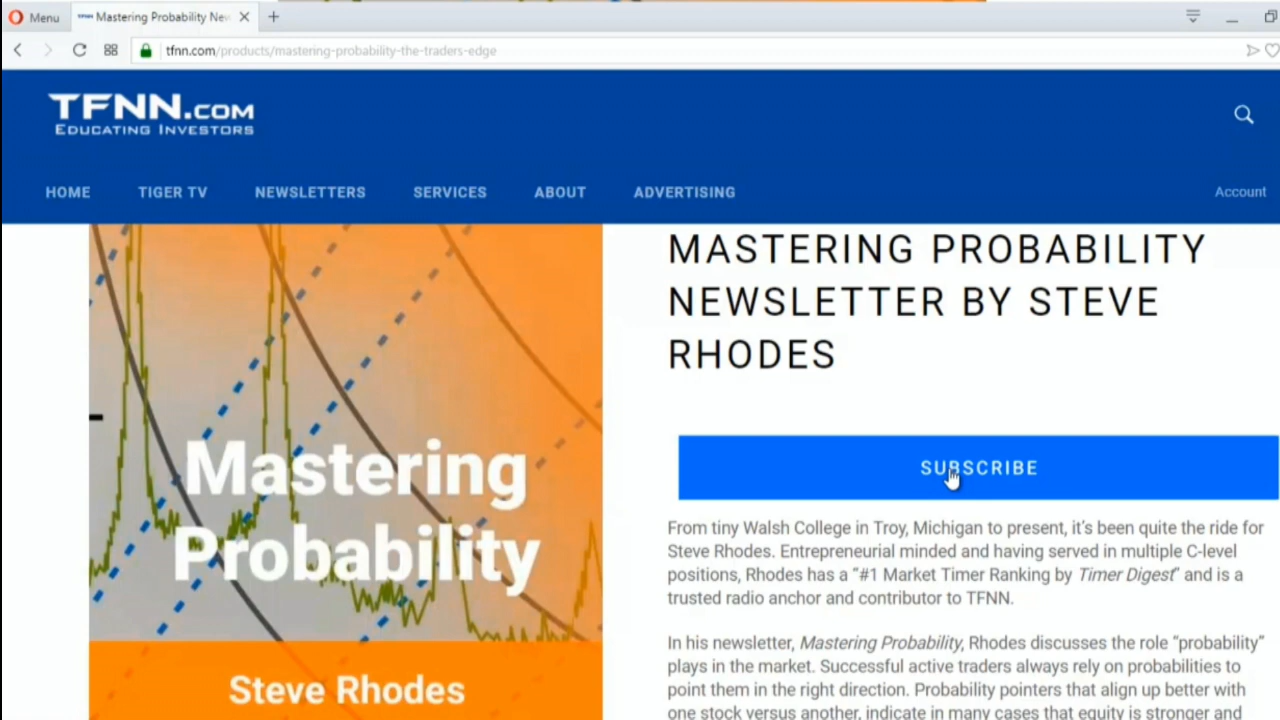 Menu
Mastering Probability New
tfnn.com/products/mastering-probability-the-traders-edge
TFNN.COM
EDUCATING INVESTORS
HOME
TIGER TV
NEWSLETTERS
SERVICES
ABOUT
ADVERTISING
Account
Mastering
Probability
Steve Rhodes
MASTERING PROBABILITY
NEWSLETTER BY STEVE
RHODES
SUBSCRIBE
From tiny Walsh College in Troy, Michigan to present, it's been quite the ride for
Steve Rhodes. Entrepreneurial minded and having served in multiple C-level
positions, Rhodes has a "#1 Market Timer Ranking by Timer Digest" and is a
trusted radio anchor and contributor to TFNN.
In his newsletter, Mastering Probability, Rhodes discusses the role "probability"
plays in the market. Successful active traders always rely on probabilities to
point them in the right direction. Probability pointers that align up better with
one stock versus another, indicate in many cases that equity is stronger and